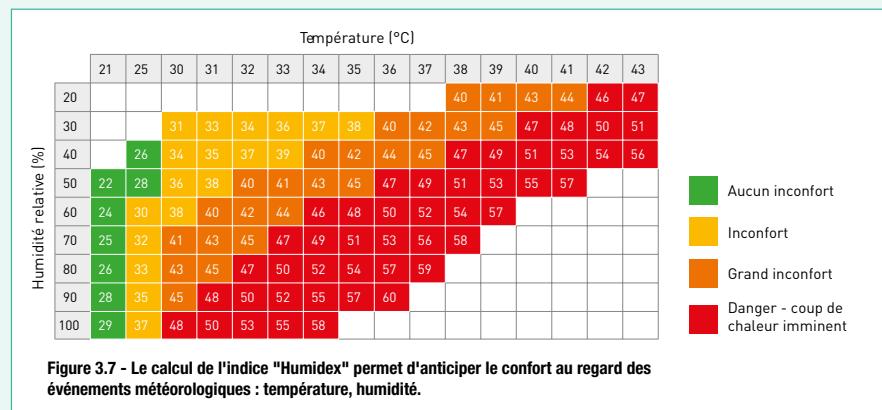 Température (°C)
21 25 30 31 32 33 34 35 36 37 38 39 40 41 42 43
Humidité relative (%)
20 40 41 43 44 46 47
30 31 33 34 36 37 38 40 42 43 45 47 48 50 51
40 26 34 35 37 39 40 42 44 45 47 49 51 53 54 56
50 22 28 36 38 40 41 43 45 47 49 51 53 55 57
60 24 30 38 40 42 44 46 48 50 52 54 57
70 25 32 41 43 45 47 49 51 53 56 58
80 26 33 43 45 47 50 52 54 57 59
90 28 35 45 48 50 52 55 57 60
100 29 37 48 50 53 55 58
Aucun inconfort
Inconfort
Grand inconfort
Danger - coup de
chaleur imminent
Figure 3.7 - Le calcul de l'indice "Humidex" permet d'anticiper le confort au regard des
événements météorologiques : température, humidité.